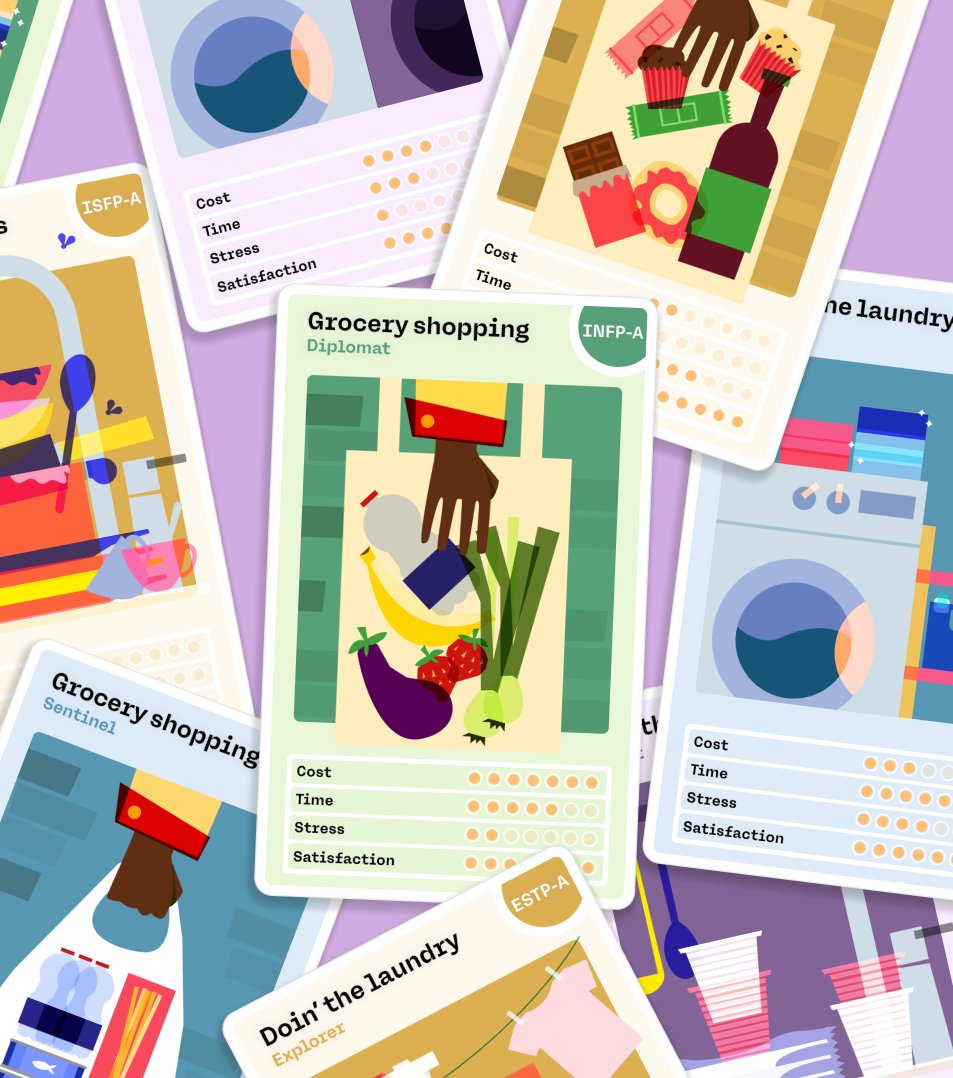 ISFP-A
s
Cost
Time
Stress
Satisfaction
Cost
Time
Grocery shopping
Diplomat
INFP-A
Cost
Time
Stress
Satisfaction
he laundry
Cost
Time
Stress
Satisfaction
Grocery shopping
Sentinel
th
Doin' the laundry
Explorer
ESTP-A